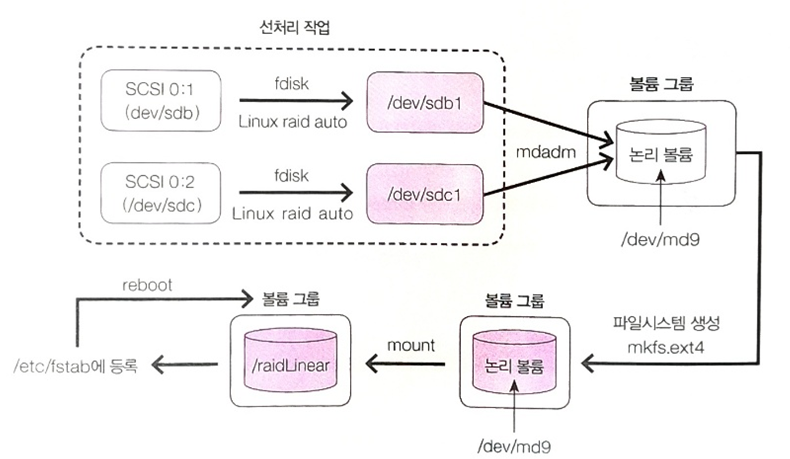 선처리 작업
SCSI 0:1
(dev/sdb)
fdisk
Linux raid auto
/dev/sdb1
SCSI 0:2
(/dev/sdc)
fdisk
Linux raid auto
/dev/sdc1
mdadm
볼륨 그룹
논리 볼륨
/dev/md9
파일시스템 생성
mkfs.ext4
볼륨 그룹
논리 볼륨
/dev/md9
mount
볼륨 그룹
/raidLinear
/etc/fstab에 등록
reboot